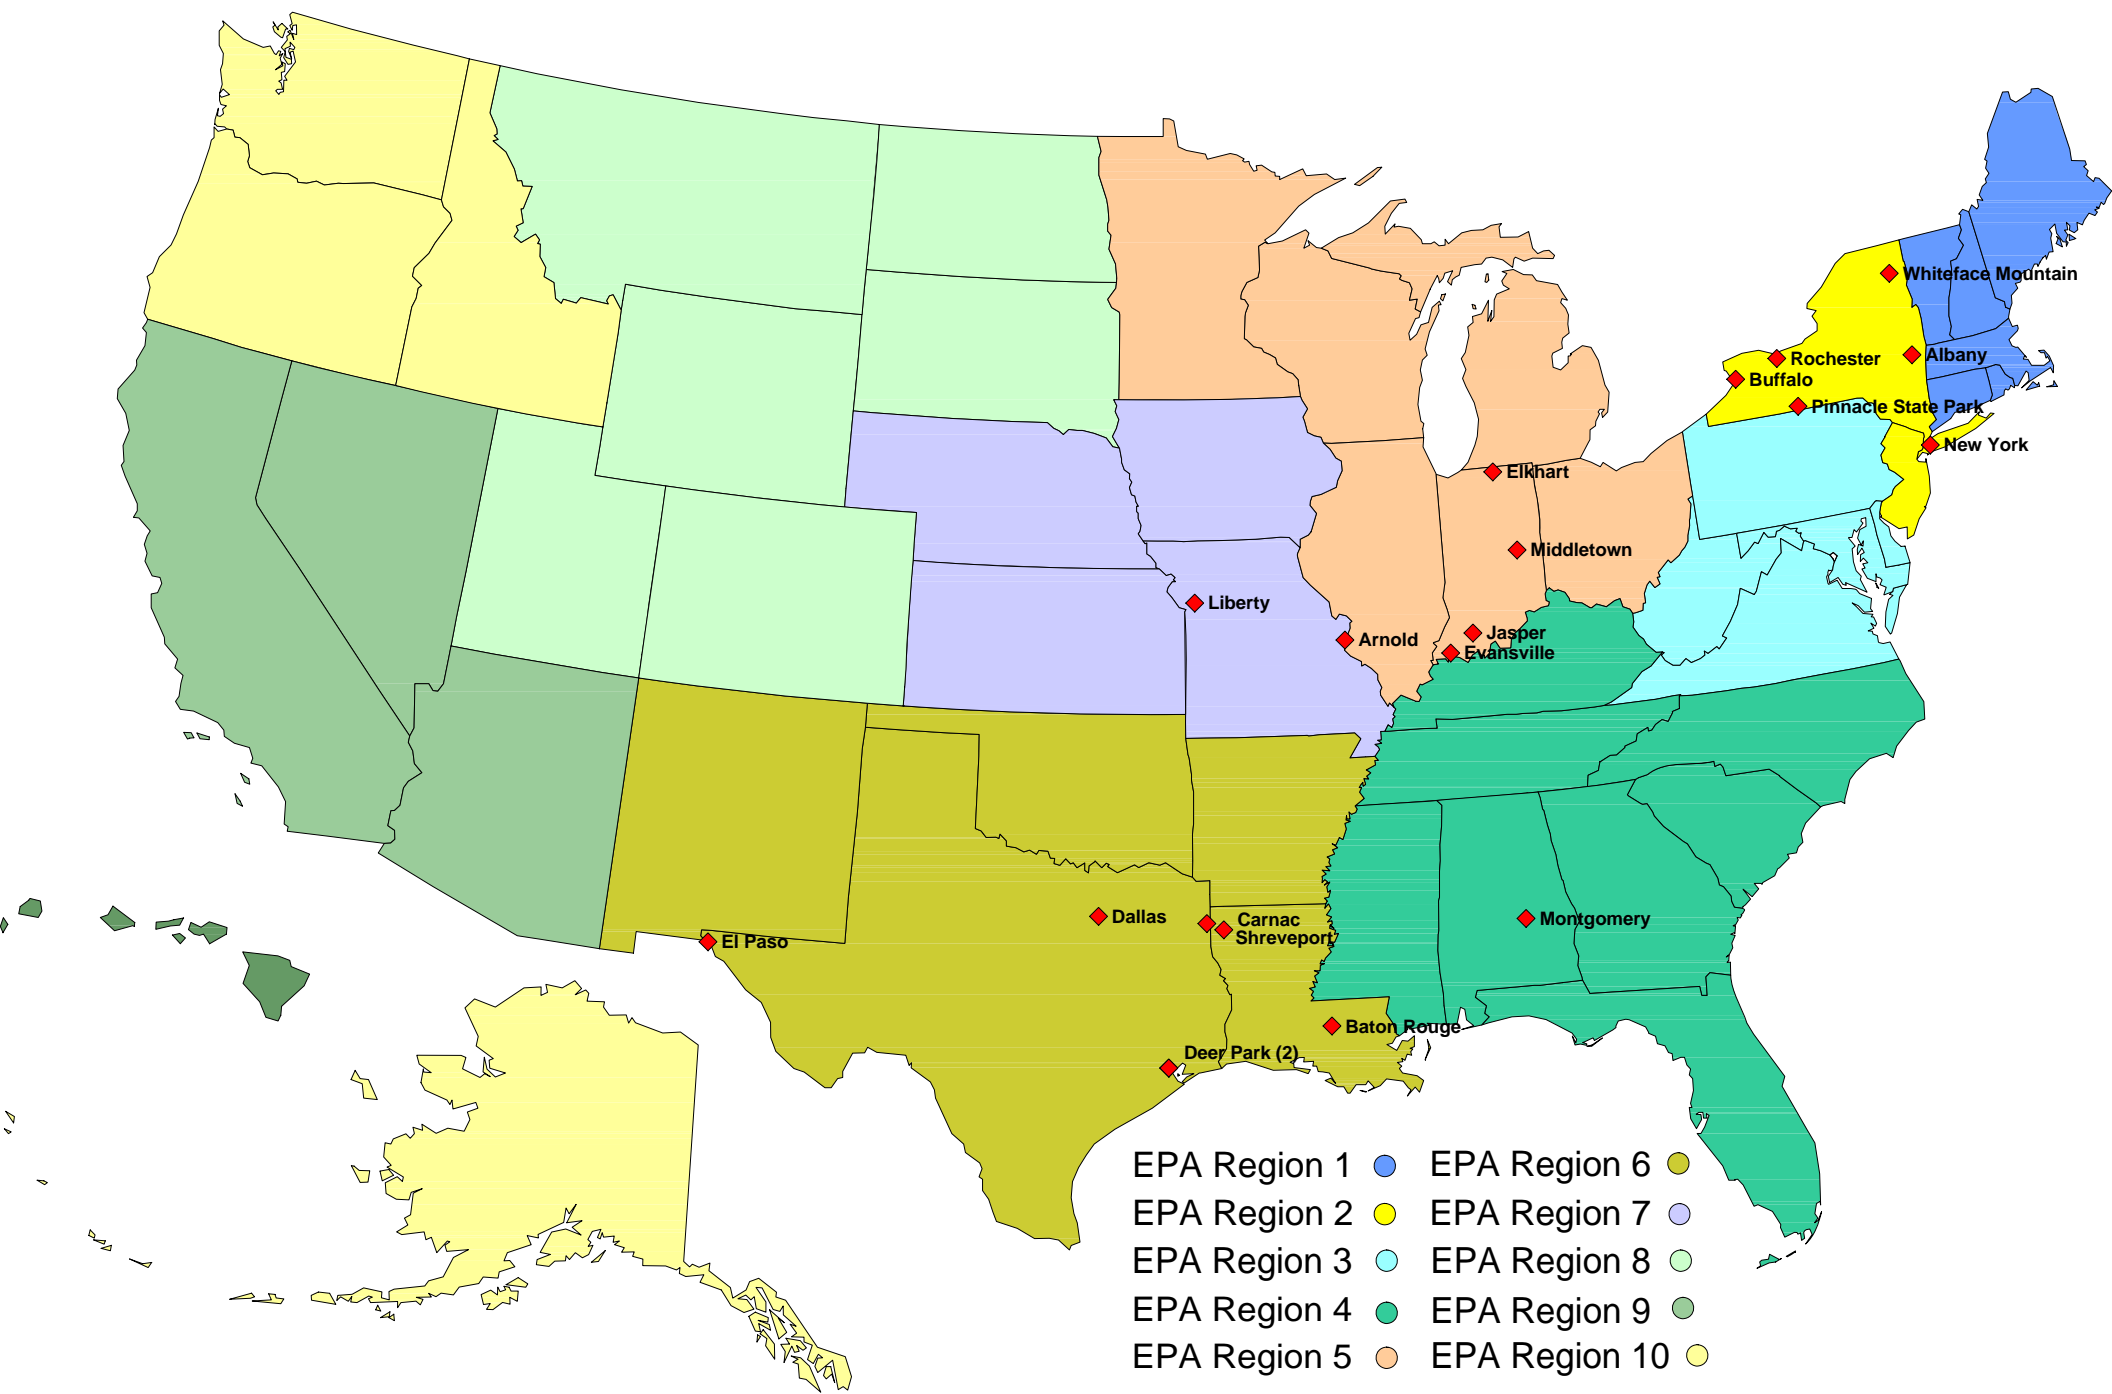 Whiteface Mountain
Rochester
Albany
Buffalo
Pinnacle State Park
New York
Elkhart
Middletown
Liberty
Arnold
Jasper
Evansville
Dallas
Carnac
Shreveport
Montgomery
El Paso
Baton Rouge
Deer Park (2)
EPA Region 1
EPA Region 2
EPA Region 3
EPA Region 4
EPA Region 5
EPA Region 6
EPA Region 7
EPA Region 8
EPA Region 9
EPA Region 10